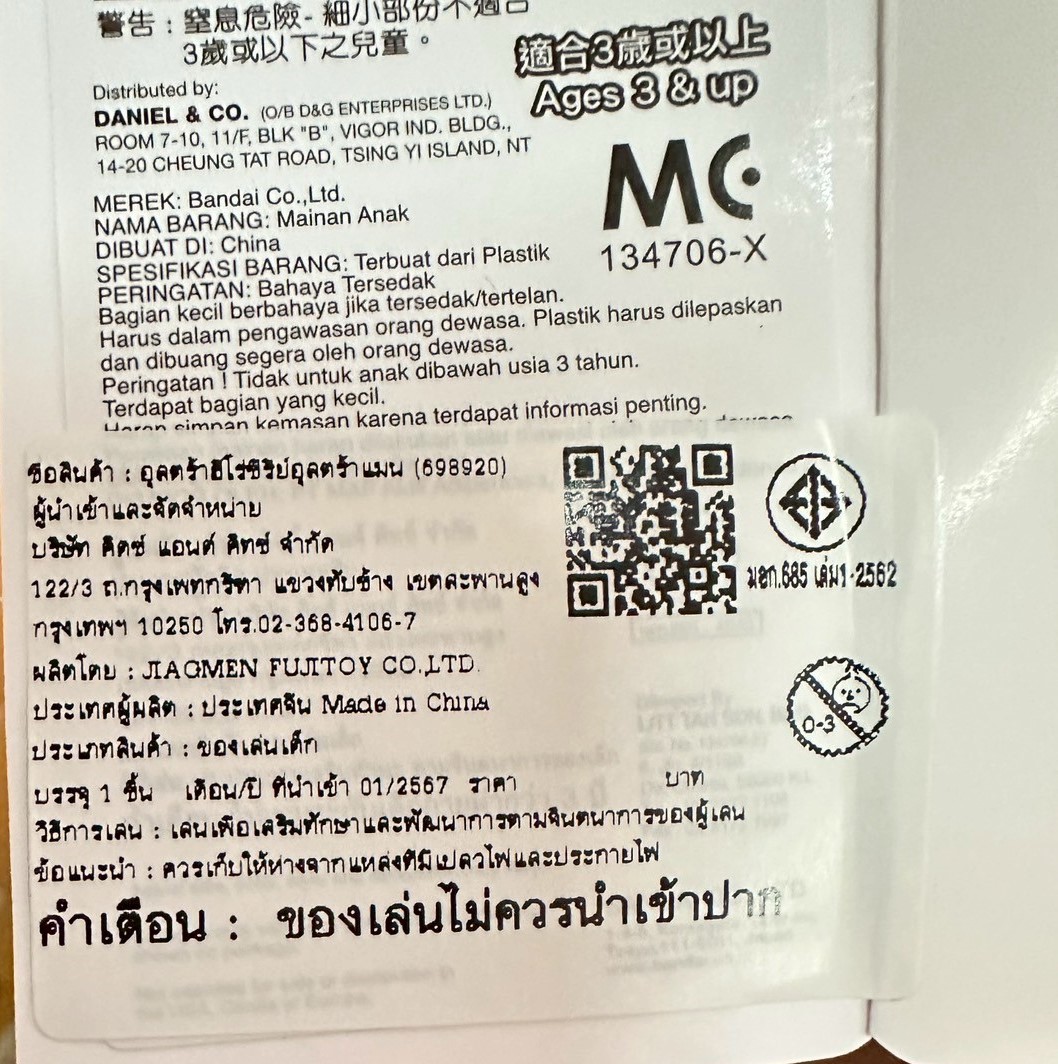 警告：窒息危險- 細小部份不適合
3歲或以下之兒童。
適合3歲或以上
Ages 3 & up
Distributed by:
DANIEL & CO. (O/B D&G ENTERPRISES LTD.)
ROOM 7-10, 11/F, BLK "B", VIGOR IND. BLDG.,
14-20 CHEUNG TAT ROAD, TSING YI ISLAND, NT
MC
134706-X
MEREK: Bandai Co.,Ltd.
NAMA BARANG: Mainan Anak
DIBUAT DI: China
SPESIFIKASI BARANG: Terbuat dari Plastik
PERINGATAN: Bahaya Tersedak
Bagian kecil berbahaya jika tersedak/tertelan.
Harus dalam pengawasan orang dewasa. Plastik harus dilepaskan
dan dibuang segera oleh orang dewasa.
Peringatan ! Tidak untuk anak dibawah usia 3 tahun.
Terdapat bagian yang kecil.
Harap simpan kemasan karena terdapat informasi penting.
ชื่อสินค้า : อุลตร้าฮีโร่ซีรีย์อุลตร้าแมน (698920)
ผู้นำเข้าและจัดจำหน่าย
บริษัท คิดซ์ แอนด์ คิทซ์ จำกัด
122/3 ถ.กรุงเทพกรีฑา แขวงทับช้าง เขตสะพานสูง
กรุงเทพฯ 10250 โทร.02-368-4106-7
ผลิตโดย : JIAOMEN FUJITOY CO.,LTD.
ประเทศผู้ผลิต : ประเทศจีน Made in China
ประเภทสินค้า : ของเล่นเด็ก
บรรจุ 1 ชิ้น เดือน/ปี ที่นำเข้า 01/2567 ราคา บาท
วิธีการเล่น : เล่นเพื่อเสริมทักษาและพัฒนาการตามจินตนาการของผู้เล่น
ข้อแนะนำ : ควรเก็บให้ห่างจากแหล่งที่มีเปลวไฟและประกายไฟ
คำเตือน : ของเล่นไม่ควรนำเข้าปาก
มอก.685 เล่ม1-2562
0-3